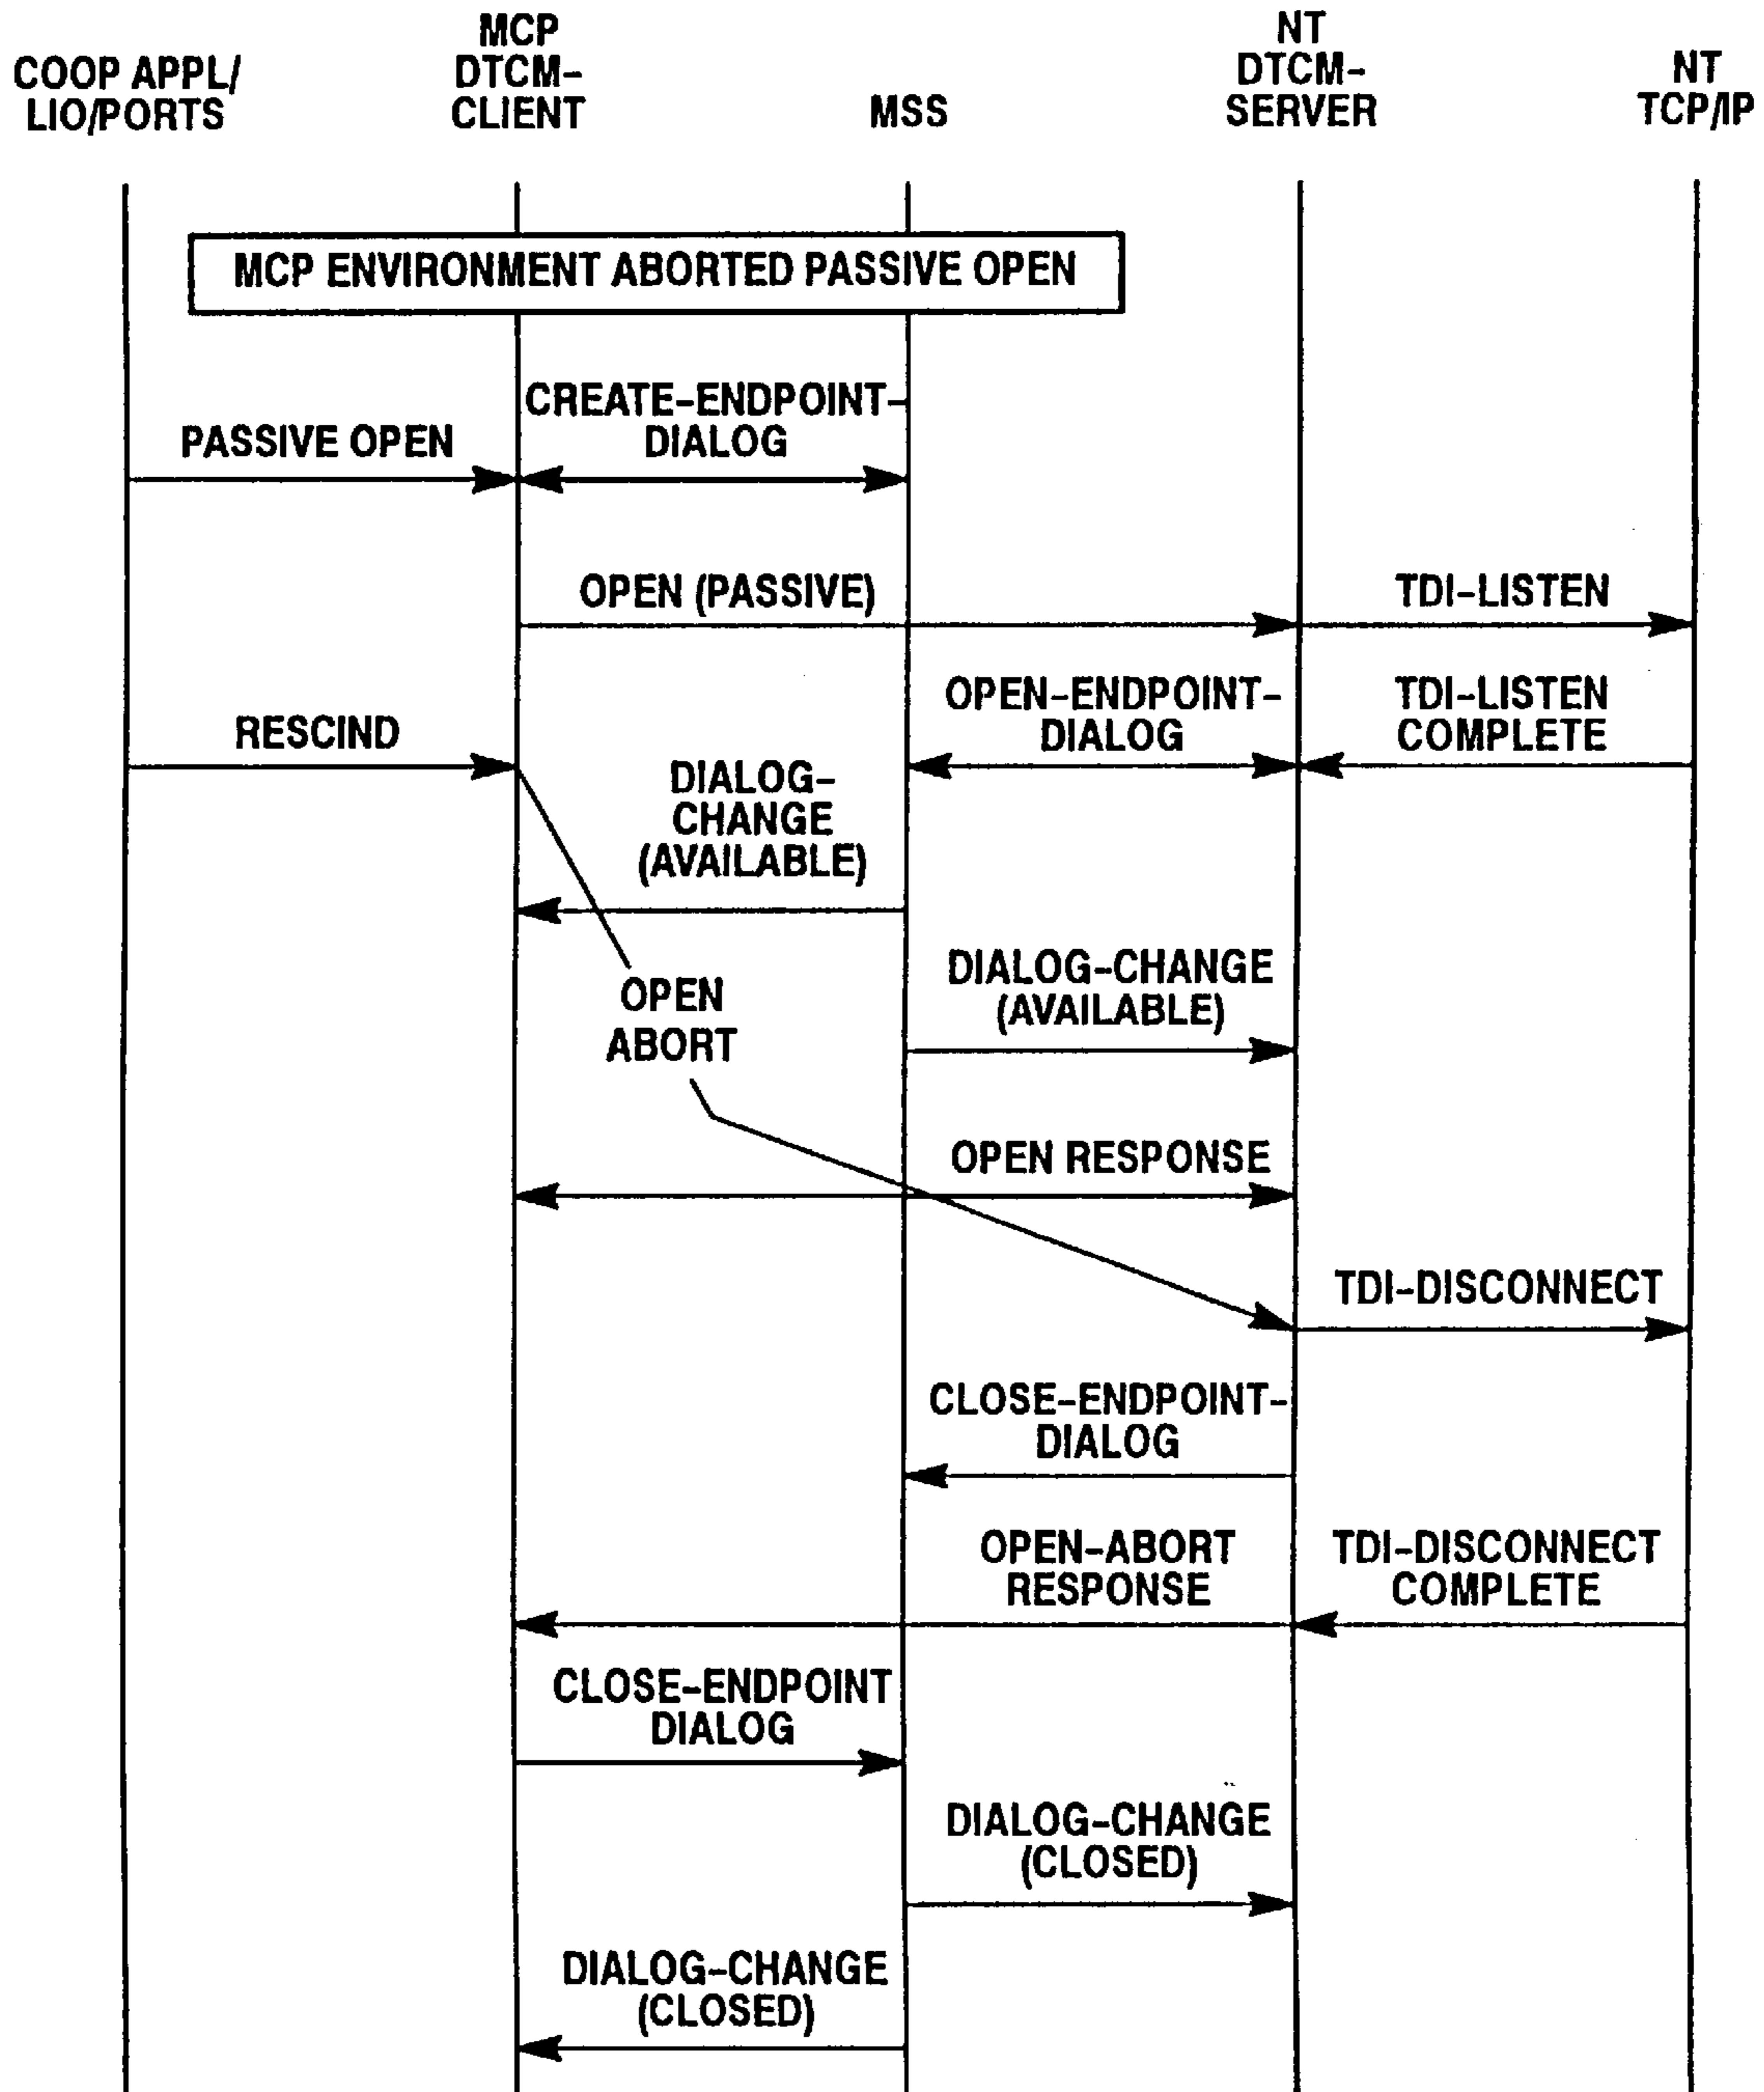 COOP APPL/
LIO/PORTS
MCP
DTCM-
CLIENT
MSS
NT
DTCM-
SERVER
NT
TCP/IP
MCP ENVIRONMENT ABORTED PASSIVE OPEN
PASSIVE OPEN
CREATE-ENDPOINT-
DIALOG
OPEN (PASSIVE)
TDI-LISTEN
RESCIND
OPEN-ENDPOINT-
DIALOG
TDI-LISTEN
COMPLETE
DIALOG-
CHANGE
(AVAILABLE)
DIALOG-CHANGE
(AVAILABLE)
OPEN
ABORT
OPEN RESPONSE
TDI-DISCONNECT
CLOSE-ENDPOINT-
DIALOG
OPEN-ABORT
RESPONSE
TDI-DISCONNECT
COMPLETE
CLOSE-ENDPOINT
DIALOG
DIALOG-CHANGE
(CLOSED)
DIALOG-CHANGE
(CLOSED)